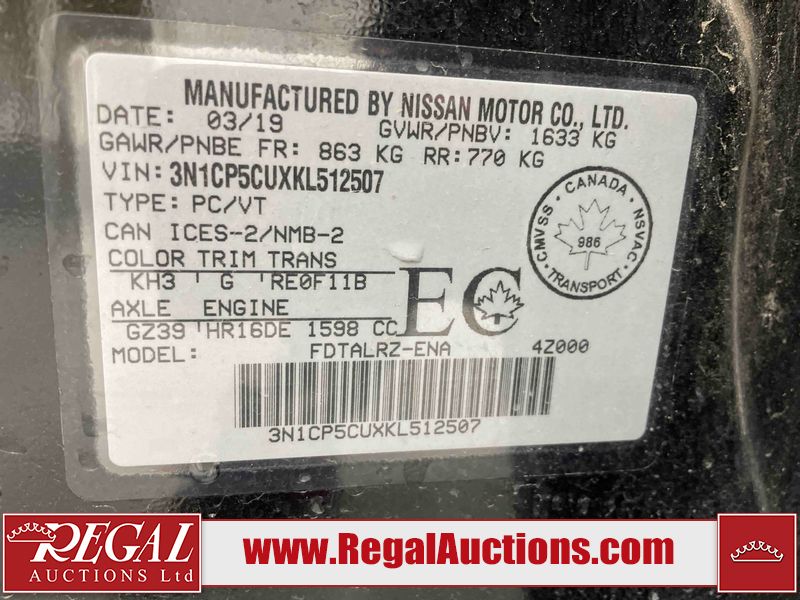 MANUFACTURED BY NISSAN MOTOR CO., LTD.
DATE: 03/19 GVWR/PNBV: 1633 KG
GAWR/PNBE FR: 863 KG RR: 770 KG
VIN: 3N1CP5CUXKL512507
TYPE: PC/VT
CAN ICES-2/NMB-2
COLOR TRIM TRANS
KH3 G RE0F11B
AXLE ENGINE
GZ39 HR16DE 1598 CC
EC
MODEL: FDTALRZ-ENA 4Z000
3N1CP5CUXKL512507
CANADA
CMVSS
NSVAC
986
TRANSPORT
REGAL
AUCTIONS Ltd
www.RegalAuctions.com